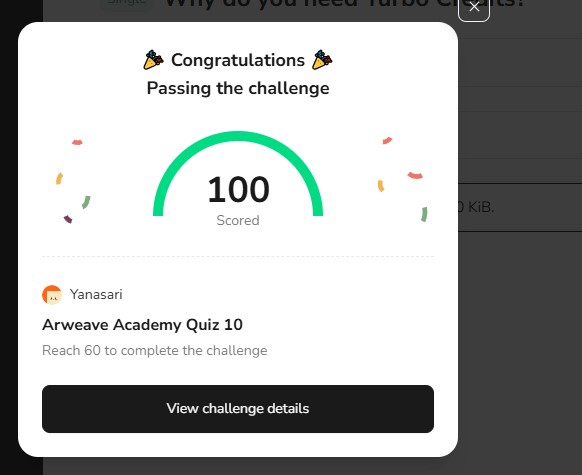 Single Why do you need Turbo Credits?
Congratulations
Passing the challenge
100
Scored
KiB.
Yanasari
Arweave Academy Quiz 10
Reach 60 to complete the challenge
View challenge details